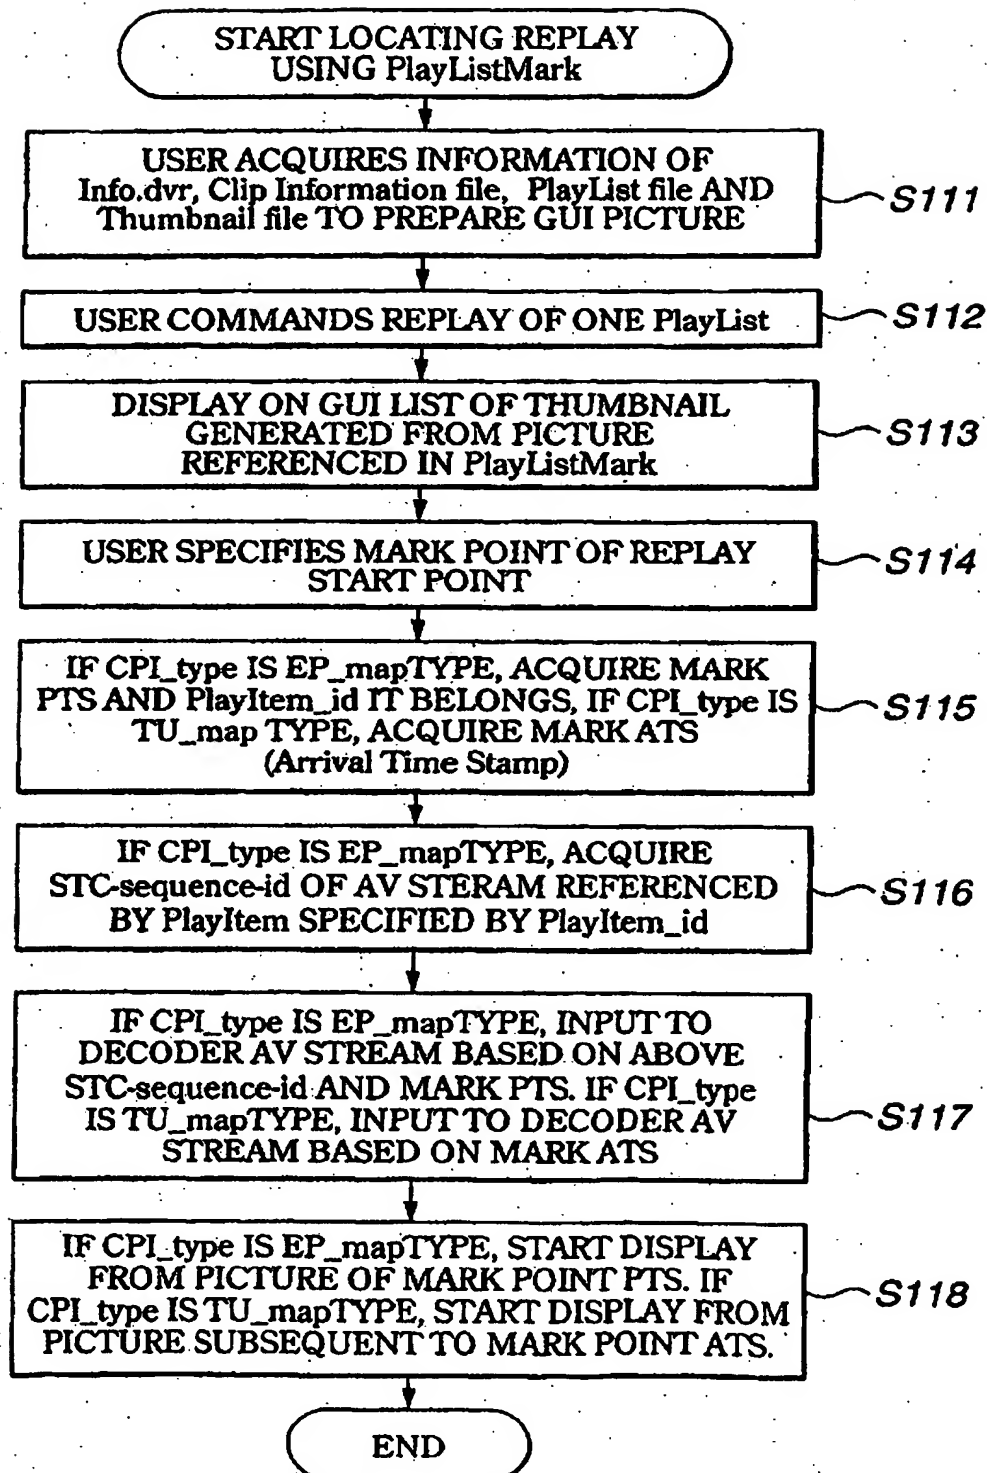 START LOCATING REPLAY
USING PlayListMark
USER ACQUIRES INFORMATION OF
Info.dvr, Clip Information file, PlayList file AND
Thumbnail file TO PREPARE GUI PICTURE
S111
USER COMMANDS REPLAY OF ONE PlayList
S112
DISPLAY ON GUI LIST OF THUMBNAIL
GENERATED FROM PICTURE
REFERENCED IN PlayListMark
S113
USER SPECIFIES MARK POINT OF REPLAY
START POINT
S114
IF CPI_type IS EP_mapTYPE, ACQUIRE MARK
PTS AND PlayItem_id IT BELONGS, IF CPI_type IS
TU_map TYPE, ACQUIRE MARK ATS
(Arrival Time Stamp)
S115
IF CPI_type IS EP_mapTYPE, ACQUIRE
STC-sequence-id OF AV STERAM REFERENCED
BY PlayItem SPECIFIED BY PlayItem_id
S116
IF CPI_type IS EP_mapTYPE, INPUT TO
DECODER AV STREAM BASED ON ABOVE
STC-sequence-id AND MARK PTS. IF CPI_type
IS TU_mapTYPE, INPUT TO DECODER AV
STREAM BASED ON MARK ATS
S117
IF CPI_type IS EP_mapTYPE, START DISPLAY
FROM PICTURE OF MARK POINT PTS. IF
CPI_type IS TU_mapTYPE, START DISPLAY FROM
PICTURE SUBSEQUENT TO MARK POINT ATS.
S118
END